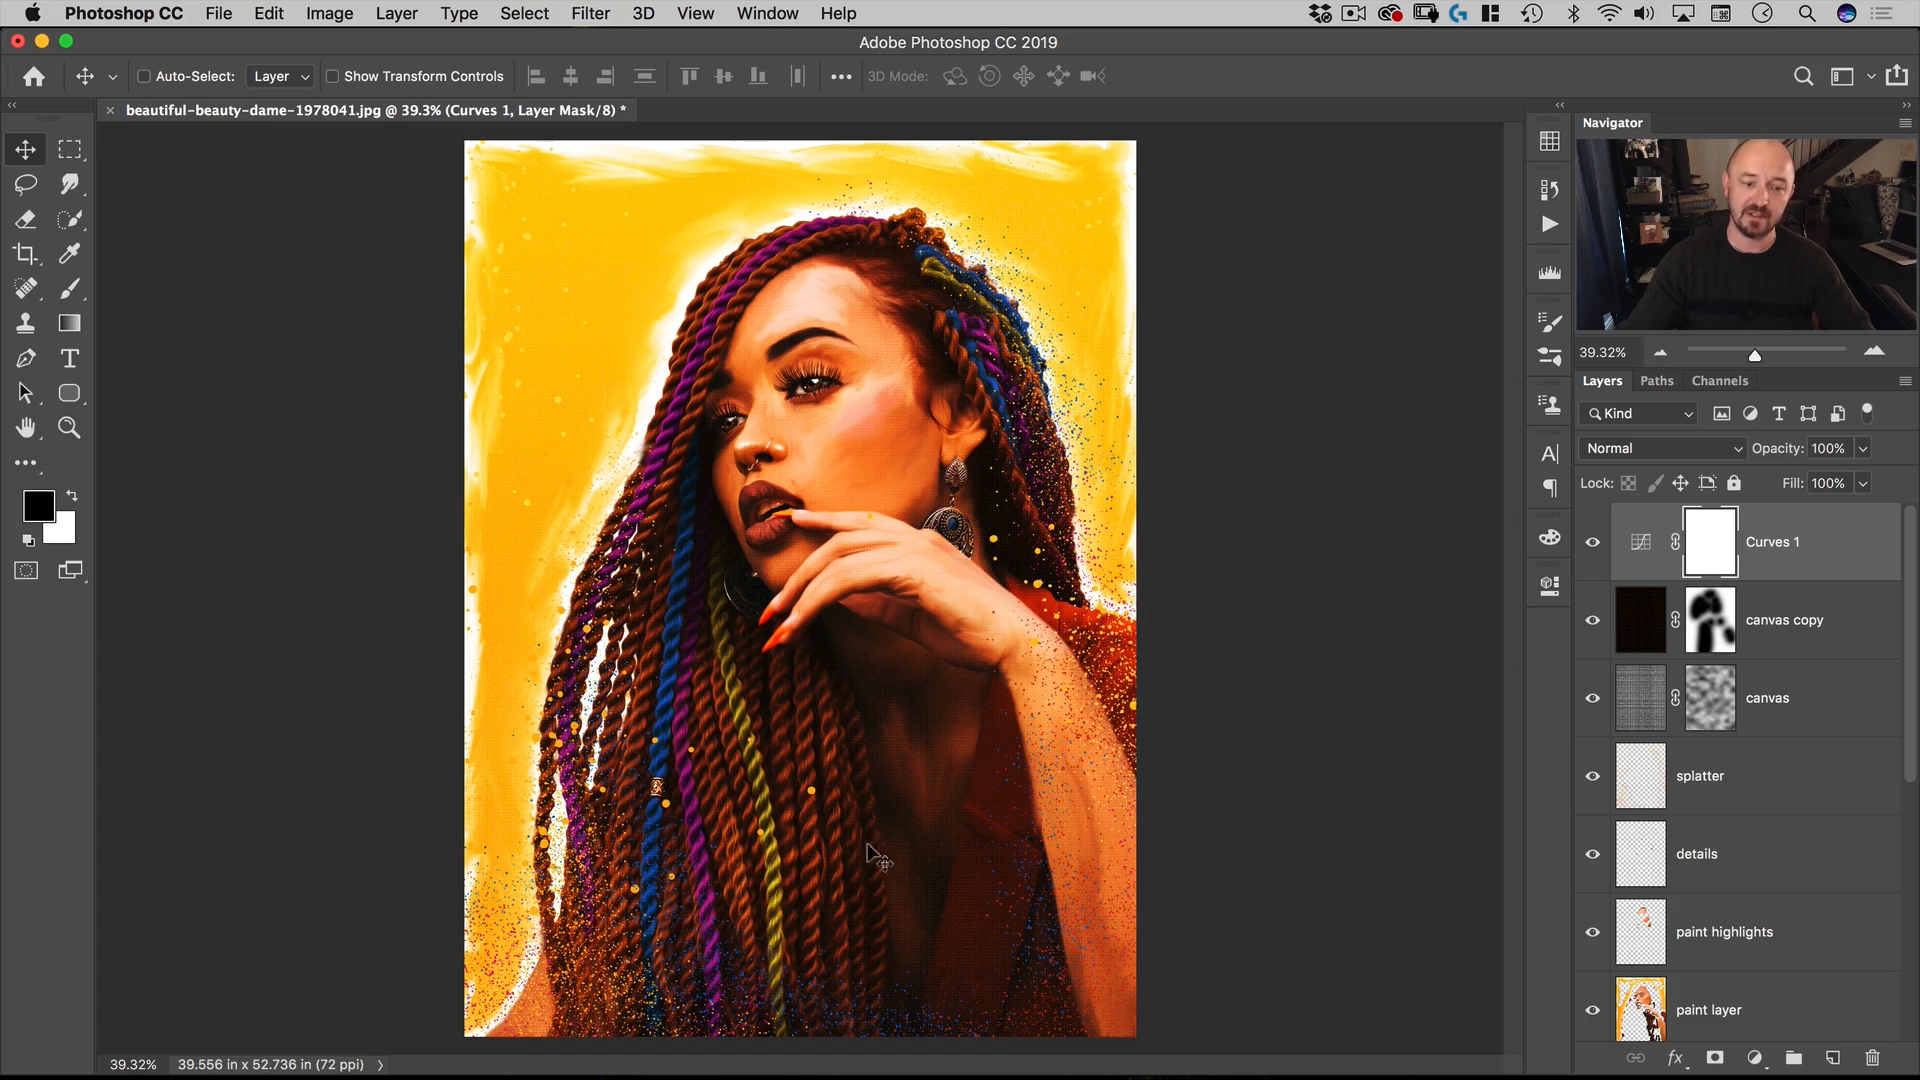 Photoshop CC File Edit Image Layer Type Select Filter 3D View Window Help
Adobe Photoshop CC 2019
Auto-Select: Layer Show Transform Controls 3D Mode:
beautiful-beauty-dame-1978041.jpg @ 39.3% (Curves 1, Layer Mask/8) *
Navigator
39.32%
Layers Paths Channels
Kind
Normal Opacity: 100%
Lock: Fill: 100%
Curves 1
canvas copy
canvas
splatter
details
paint highlights
paint layer
39.32% 39.556 in x 52.736 in (72 ppi)
fx